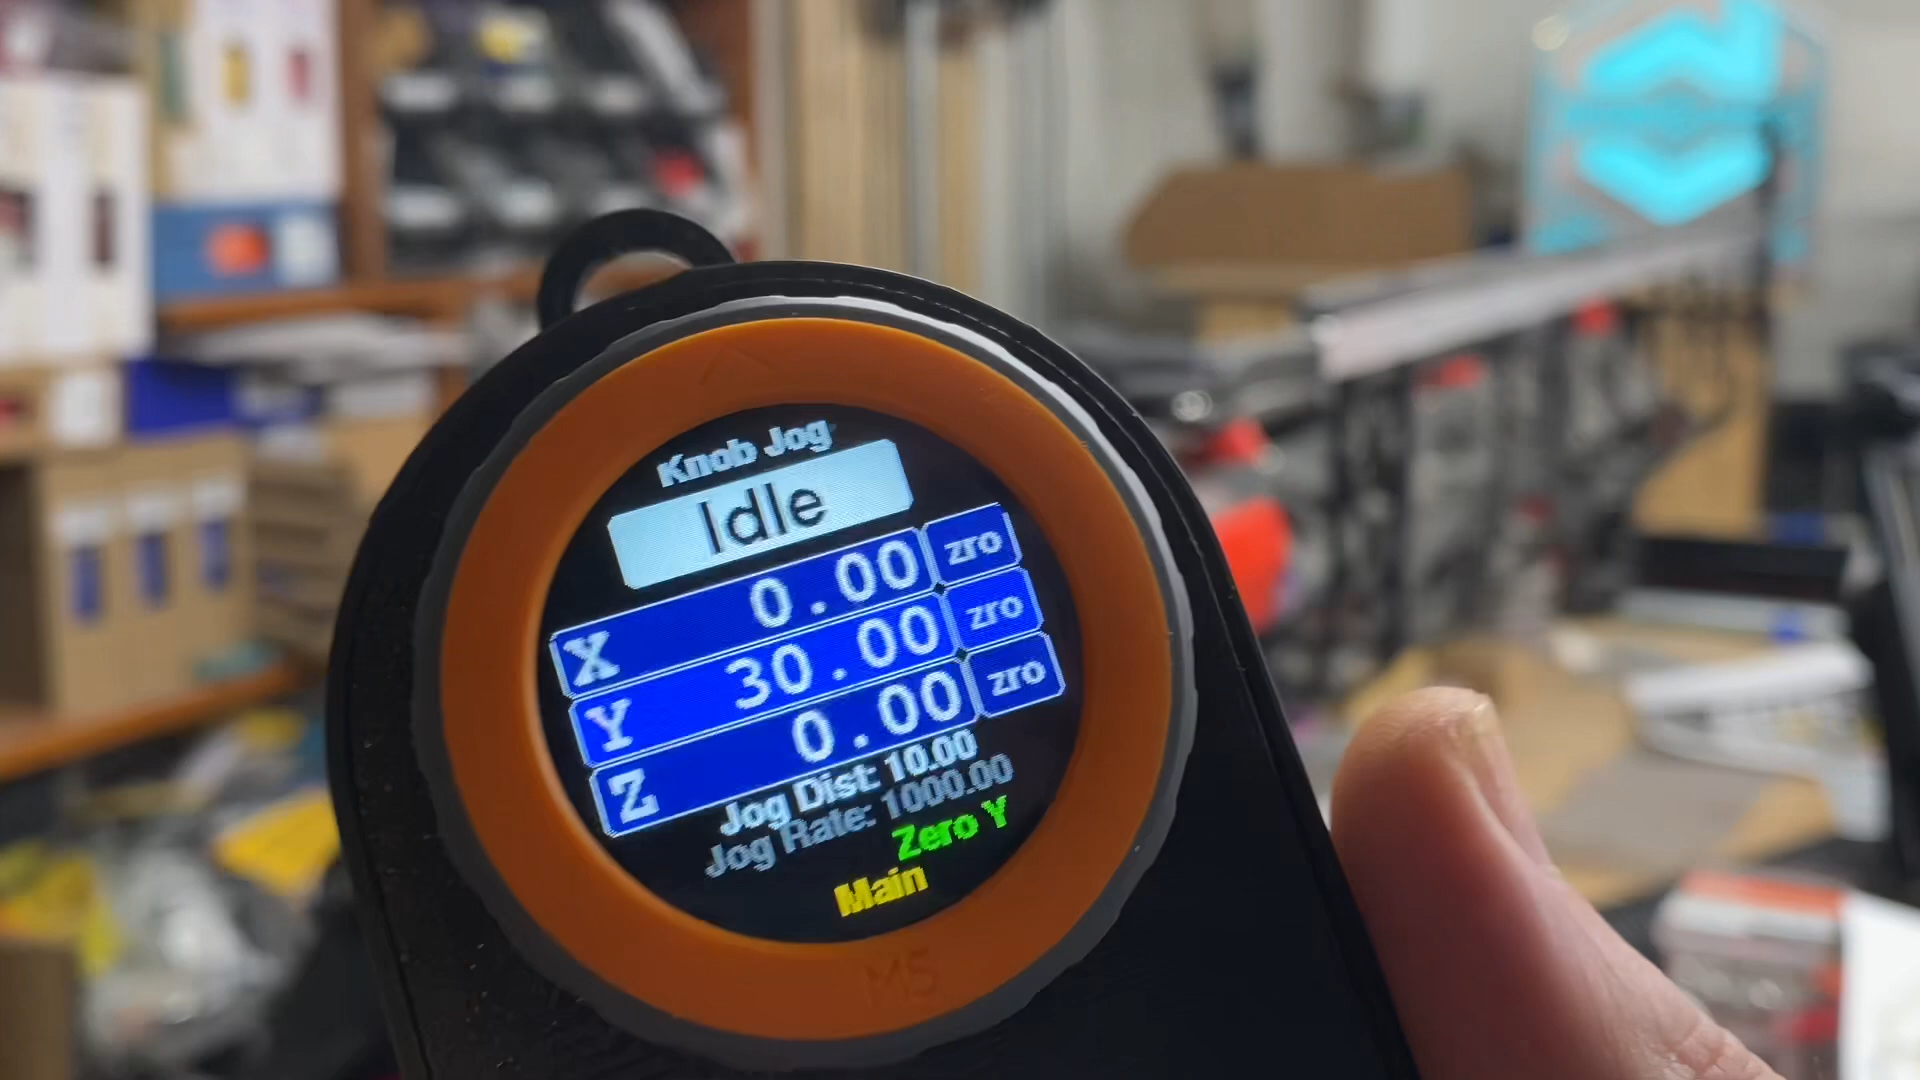 Knob Jog
Idle
X 0.00 zro
Y 30.00 zro
Z 0.00 zro
Jog Dist: 10.00
Jog Rate: 1000.00
Zero Y
Main
M5